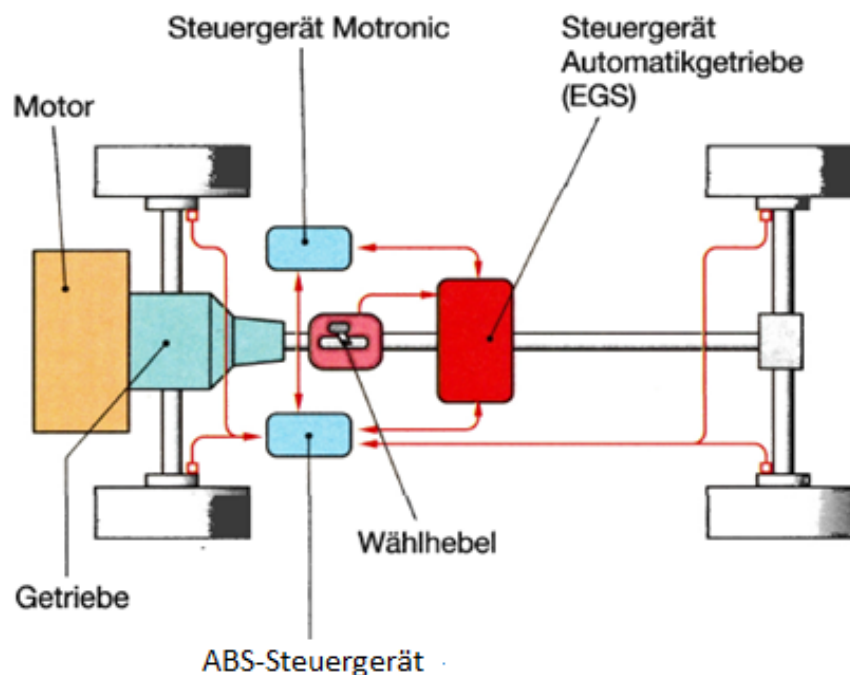 Steuergerät Motronic
Steuergerät
Automatikgetriebe
(EGS)
Motor
Wählhebel
Getriebe
ABS-Steuergerät